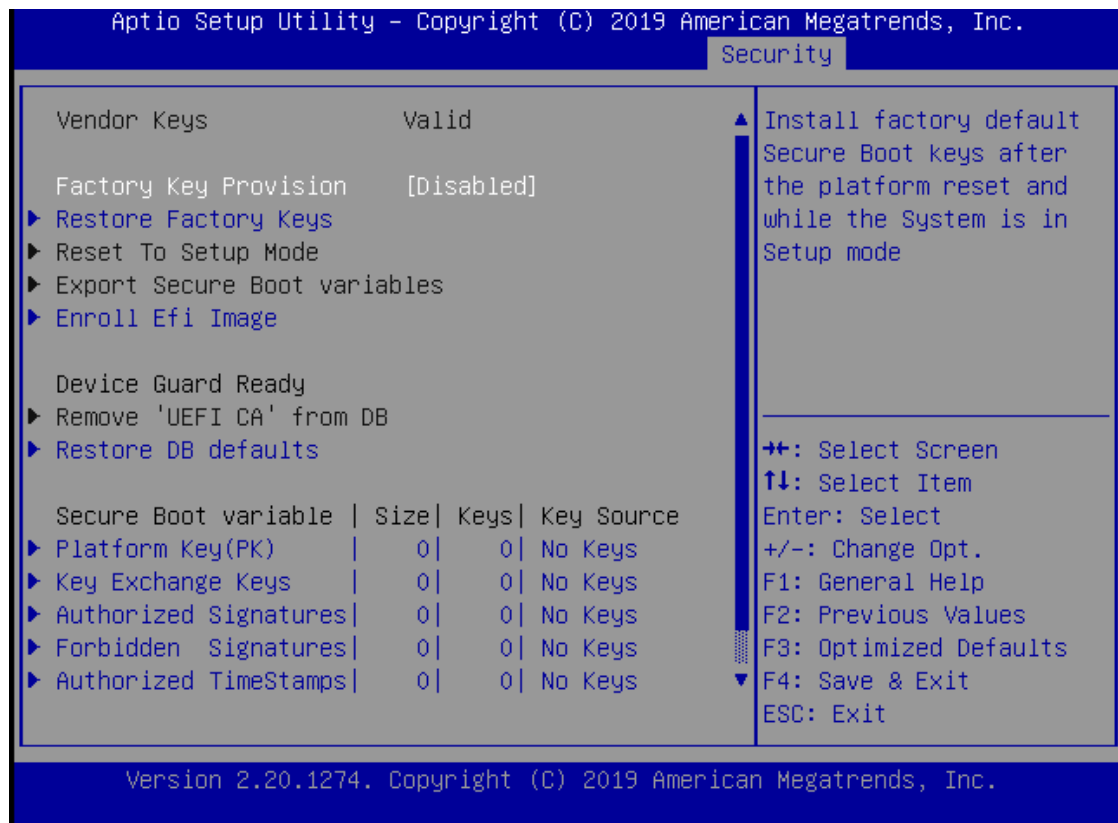 Aptio Setup Utility – Copyright (C) 2019 American Megatrends, Inc.
Security
Vendor Keys Valid
Factory Key Provision [Disabled]
Restore Factory Keys
Reset To Setup Mode
Export Secure Boot variables
Enroll Efi Image
Device Guard Ready
Remove 'UEFI CA' from DB
Restore DB defaults
Secure Boot variable | Size| Keys| Key Source
Platform Key(PK) | 0| 0| No Keys
Key Exchange Keys | 0| 0| No Keys
Authorized Signatures| 0| 0| No Keys
Forbidden Signatures| 0| 0| No Keys
Authorized TimeStamps| 0| 0| No Keys
Install factory default
Secure Boot keys after
the platform reset and
while the System is in
Setup mode
→←: Select Screen
↑↓: Select Item
Enter: Select
+/-: Change Opt.
F1: General Help
F2: Previous Values
F3: Optimized Defaults
F4: Save & Exit
ESC: Exit
Version 2.20.1274. Copyright (C) 2019 American Megatrends, Inc.